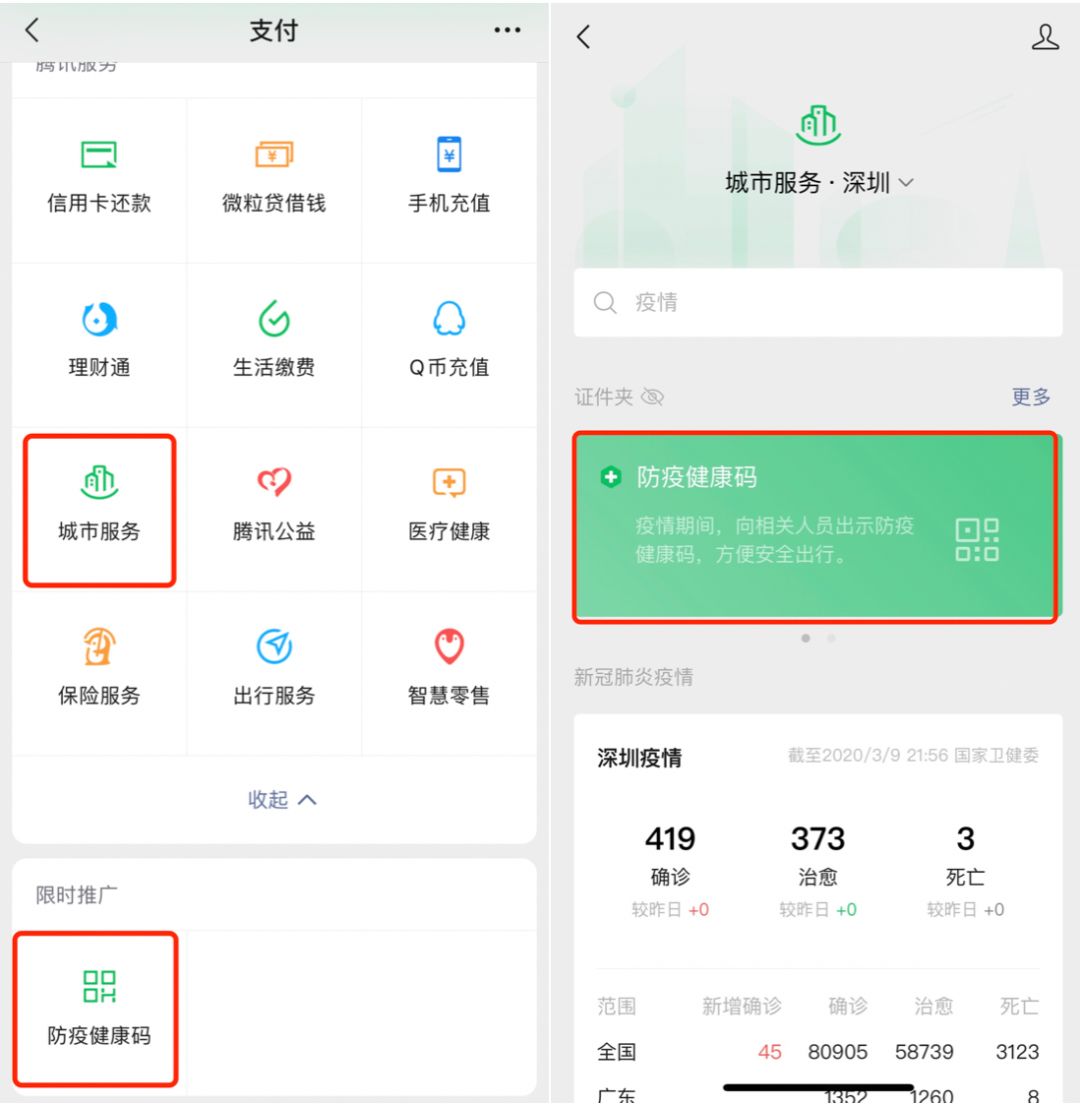 支付
腾讯服务
信用卡还款
微粒贷借钱
手机充值
理财通
生活缴费
Q币充值
城市服务
腾讯公益
医疗健康
保险服务
出行服务
智慧零售
收起
限时推广
防疫健康码
城市服务·深圳
疫情
证件夹
更多
防疫健康码
疫情期间，向相关人员出示防疫
健康码，方便安全出行。
新冠肺炎疫情
深圳疫情 截至2020/3/9 21:56 国家卫健委
419 373 3
确诊 治愈 死亡
较昨日 +0 较昨日 +0 较昨日 +0
范围 新增确诊 确诊 治愈 死亡
全国 45 80905 58739 3123
广东 1352 1260 8